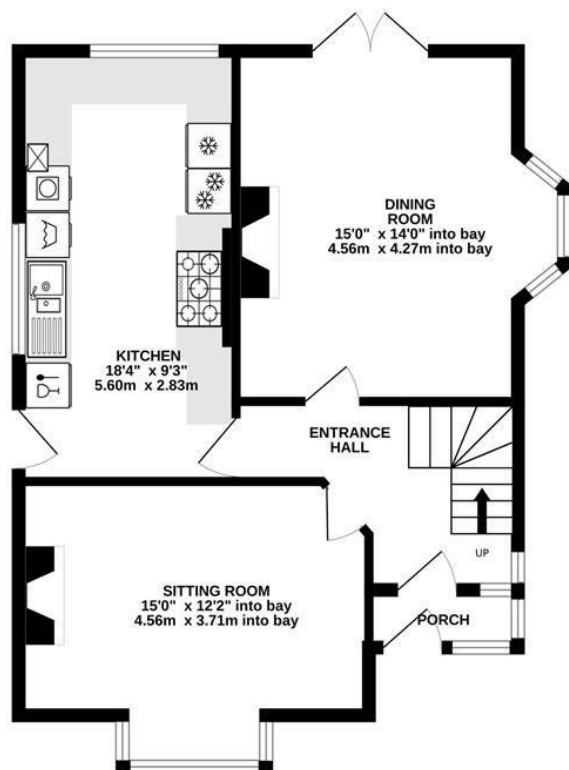 DINING
ROOM
15'0" x 14'0" into bay
4.56m x 4.27m into bay
KITCHEN
18'4" x 9'3"
5.60m x 2.83m
ENTRANCE
HALL
UP
SITTING ROOM
15'0" x 12'2" into bay
4.56m x 3.71m into bay
PORCH